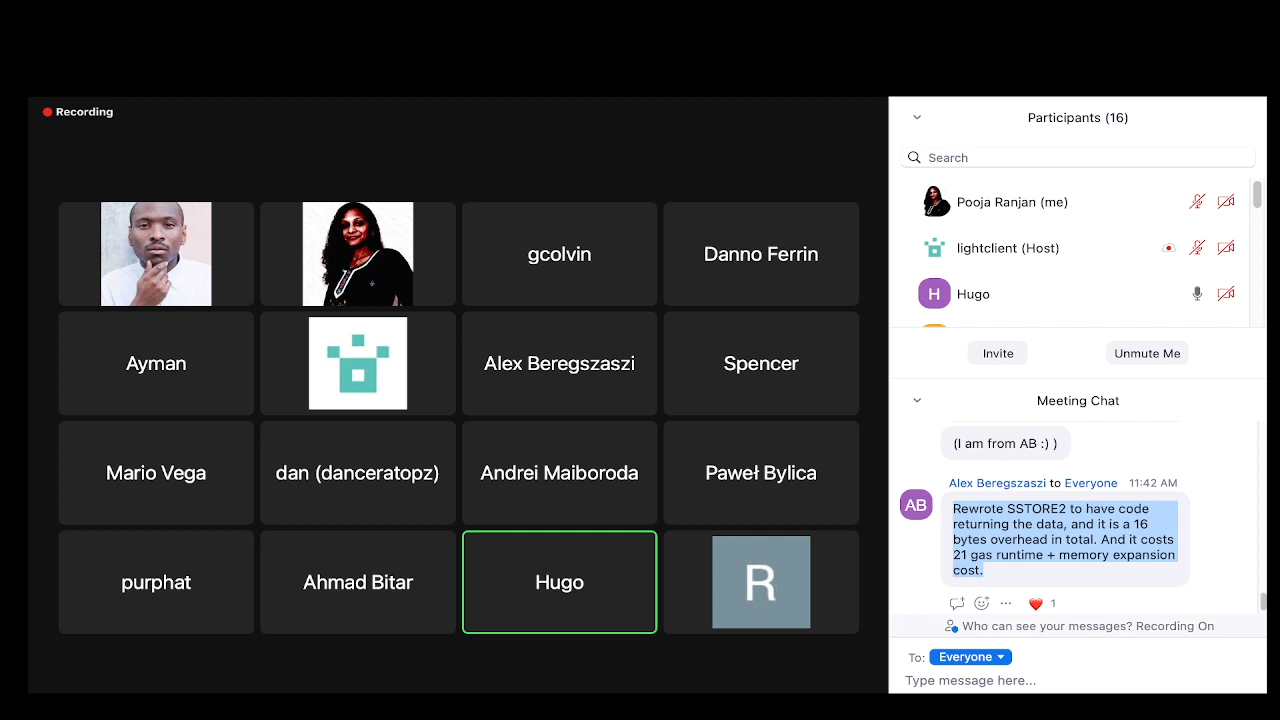 Recording
gcolvin
Danno Ferrin
Ayman
Alex Beregszaszi
Spencer
Mario Vega
dan (danceratopz)
Andrei Maiboroda
Paweł Bylica
purphat
Ahmad Bitar
Hugo
R
Participants (16)
Search
Pooja Ranjan (me)
lightclient (Host)
H Hugo
Invite
Unmute Me
Meeting Chat
(I am from AB :) )
Alex Beregszaszi to Everyone 11:42 AM
AB
Rewrote SSTORE2 to have code
returning the data, and it is a 16
bytes overhead in total. And it costs
21 gas runtime + memory expansion
cost.
1
Who can see your messages? Recording On
To: Everyone
Type message here...